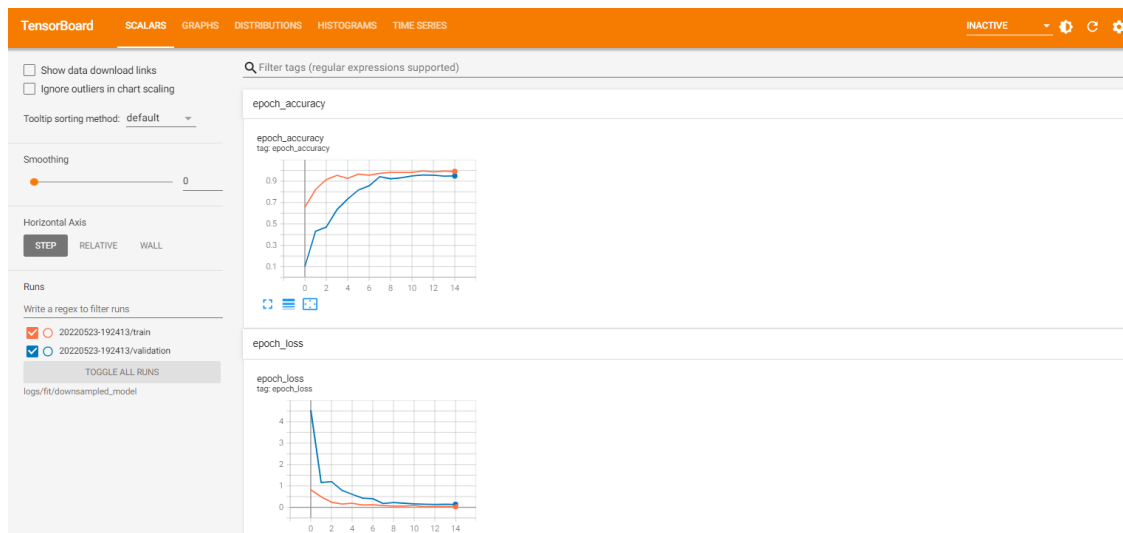 TensorBoard SCALARS GRAPHS DISTRIBUTIONS HISTOGRAMS TIME SERIES INACTIVE
Show data download links
Ignore outliers in chart scaling
Tooltip sorting method: default
Smoothing
0
Horizontal Axis
STEP RELATIVE WALL
Runs
Write a regex to filter runs
20220523-192413/train
20220523-192413/validation
TOGGLE ALL RUNS
logs/fit/downsampled_model
Filter tags (regular expressions supported)
epoch_accuracy
epoch_accuracy
tag: epoch_accuracy
0.9
0.7
0.5
0.3
0.1
0 2 4 6 8 10 12 14
epoch_loss
epoch_loss
tag: epoch_loss
4
3
2
1
0
0 2 4 6 8 10 12 14